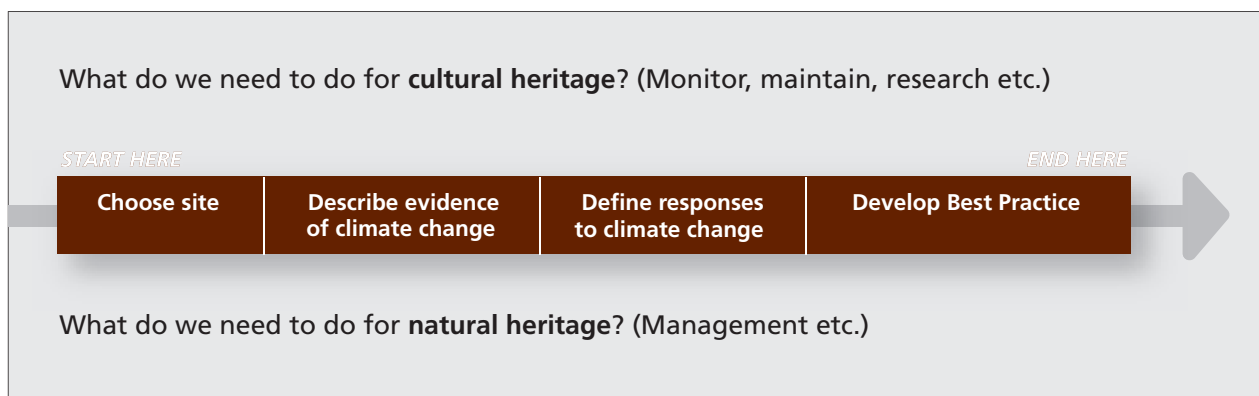 What do we need to do for cultural heritage? (Monitor, maintain, research etc.)
START HERE
END HERE
Choose site
Describe evidence
of climate change
Define responses
to climate change
Develop Best Practice
What do we need to do for natural heritage? (Management etc.)